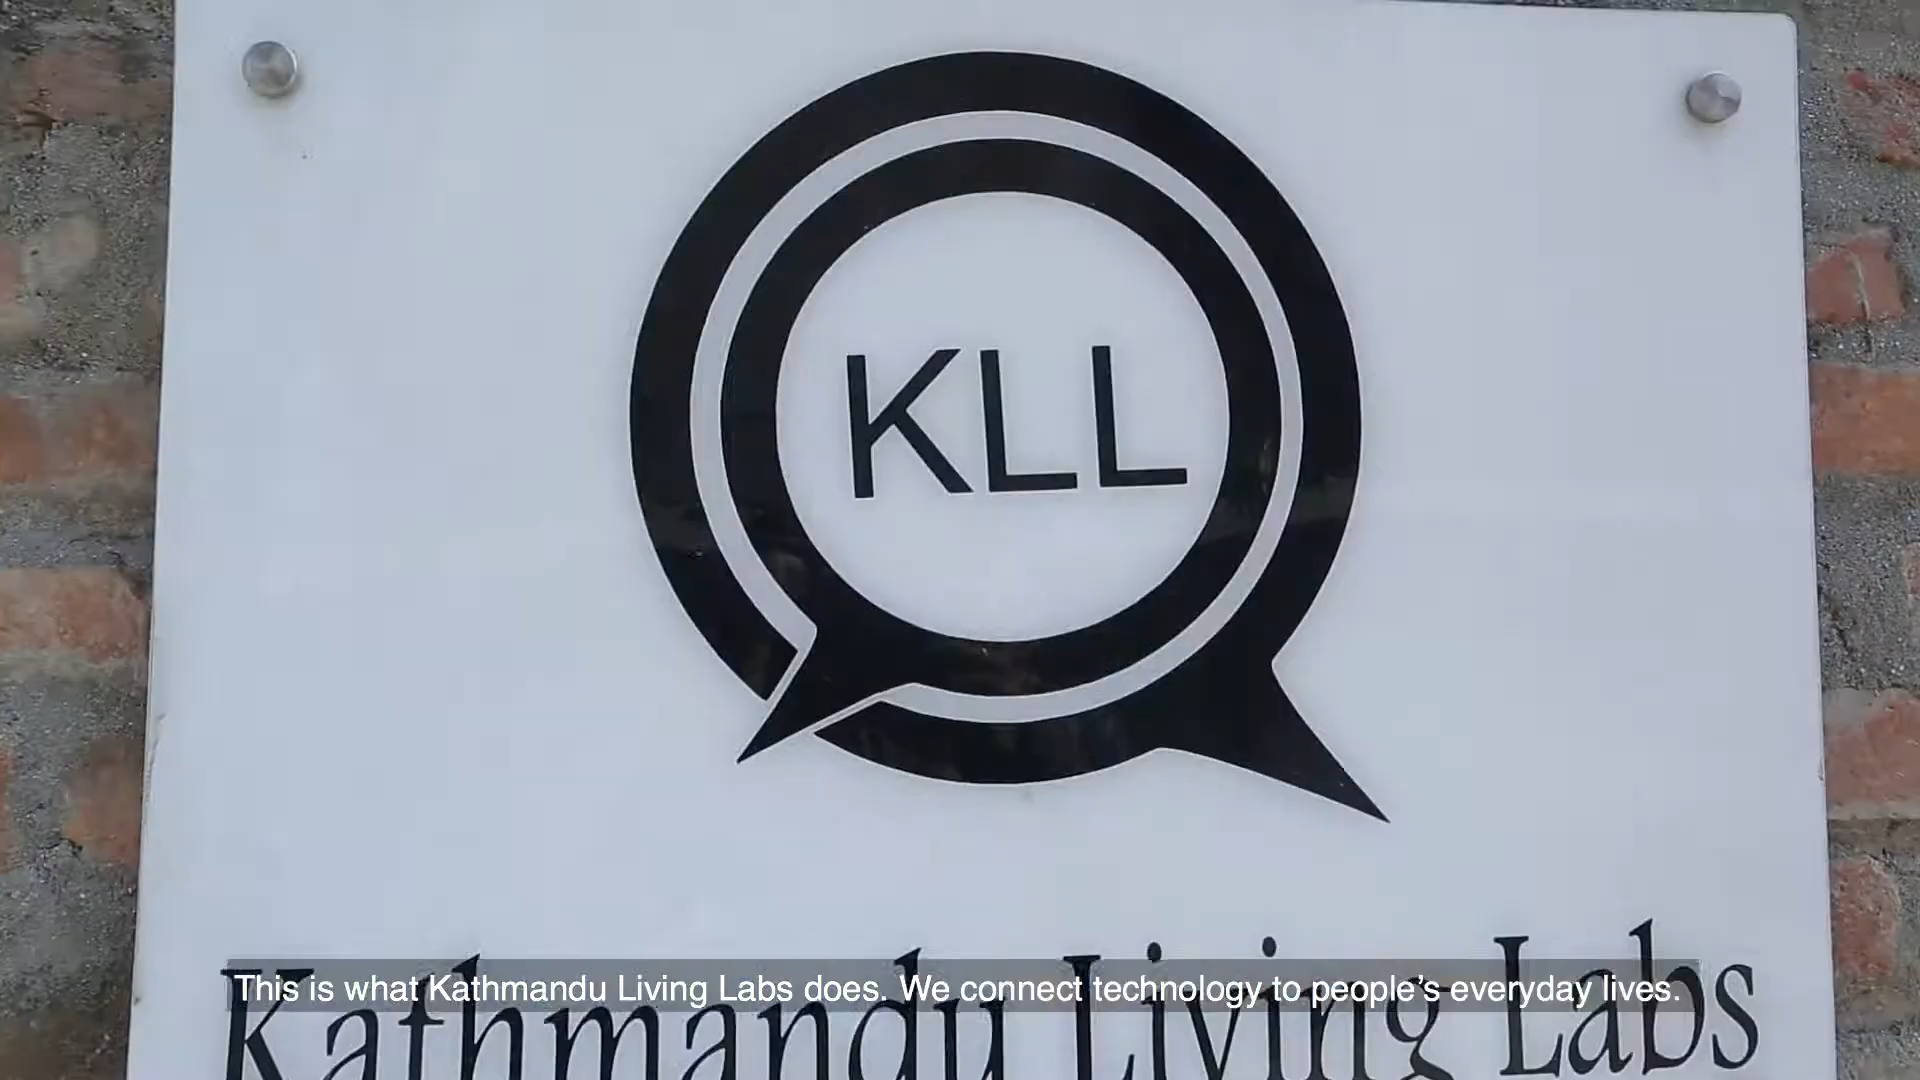 KLL
This is what Kathmandu Living Labs does. We connect technology to people's everyday lives.
Kathmandu Living Labs